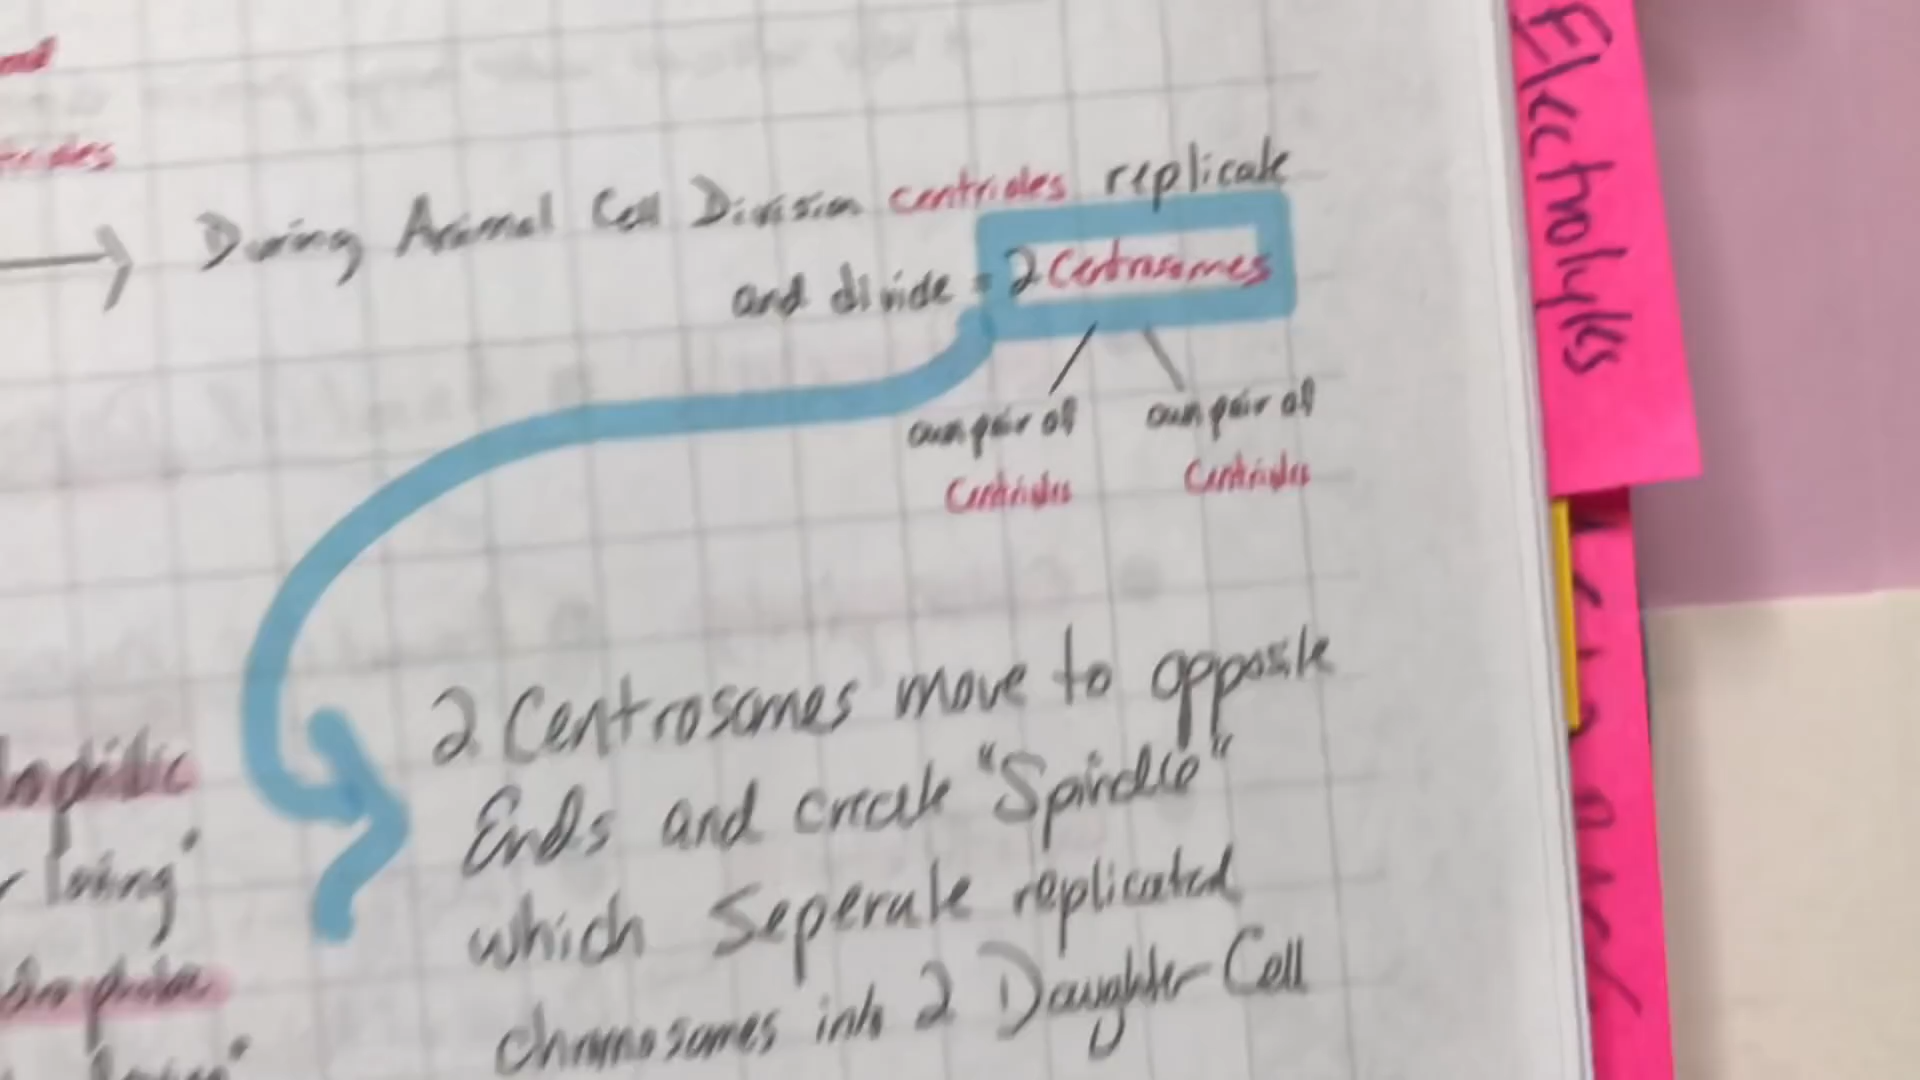 During Animal Cell Division centrioles replicate
and divide = 2 Centrosomes
own pair of
Centrioles
own pair of
Centrioles
2 Centrosomes move to opposite
Ends and create "Spindle"
which Seperate replicated
chromosomes into 2 Daughter Cell
loving"
Electrolytes